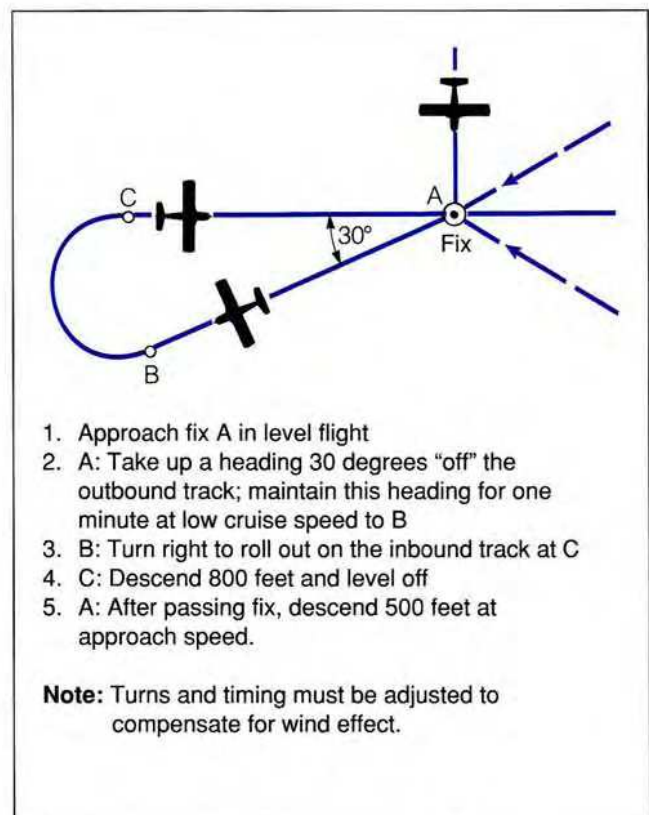 A
C
30°
Fix
B
1. Approach fix A in level flight
2. A: Take up a heading 30 degrees “off” the
outbound track; maintain this heading for one
minute at low cruise speed to B
3. B: Turn right to roll out on the inbound track at C
4. C: Descend 800 feet and level off
5. A: After passing fix, descend 500 feet at
approach speed.
Note: Turns and timing must be adjusted to
compensate for wind effect.